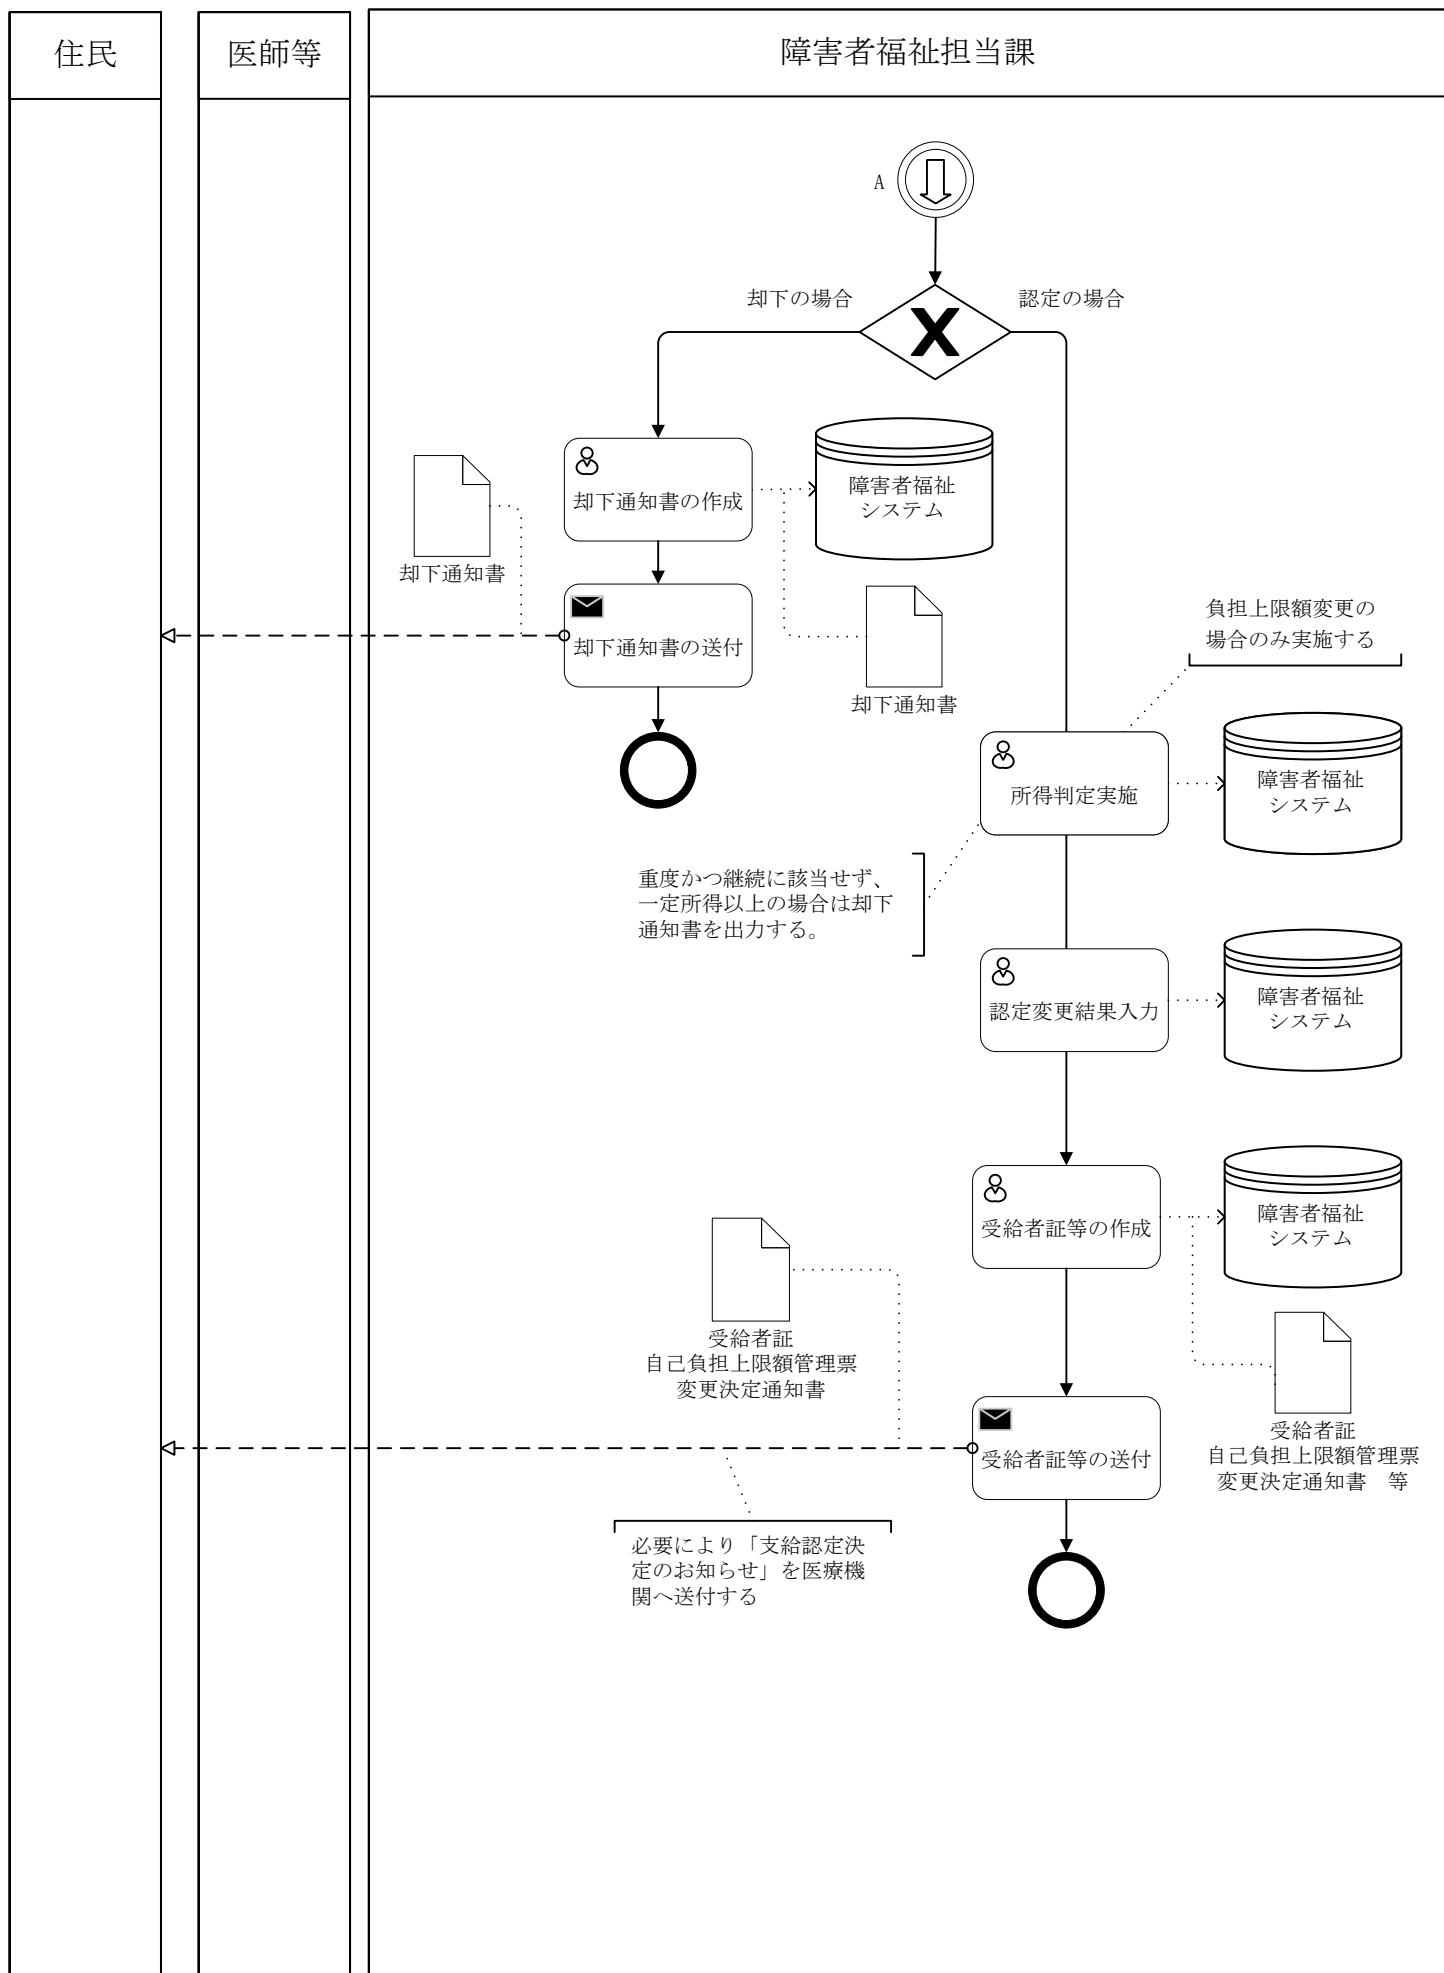 住民
医師等
障害者福祉担当課
A
却下の場合
認定の場合
却下通知書の作成
障害者福祉
システム
却下通知書
却下通知書の送付
却下通知書
負担上限額変更の
場合のみ実施する
所得判定実施
障害者福祉
システム
重度かつ継続に該当せず、
一定所得以上の場合は却下
通知書を出力する。
認定変更結果入力
障害者福祉
システム
受給者証等の作成
障害者福祉
システム
受給者証
自己負担上限額管理票
変更決定通知書
受給者証
自己負担上限額管理票
変更決定通知書　等
受給者証等の送付
必要により「支給認定決
定のお知らせ」を医療機
関へ送付する